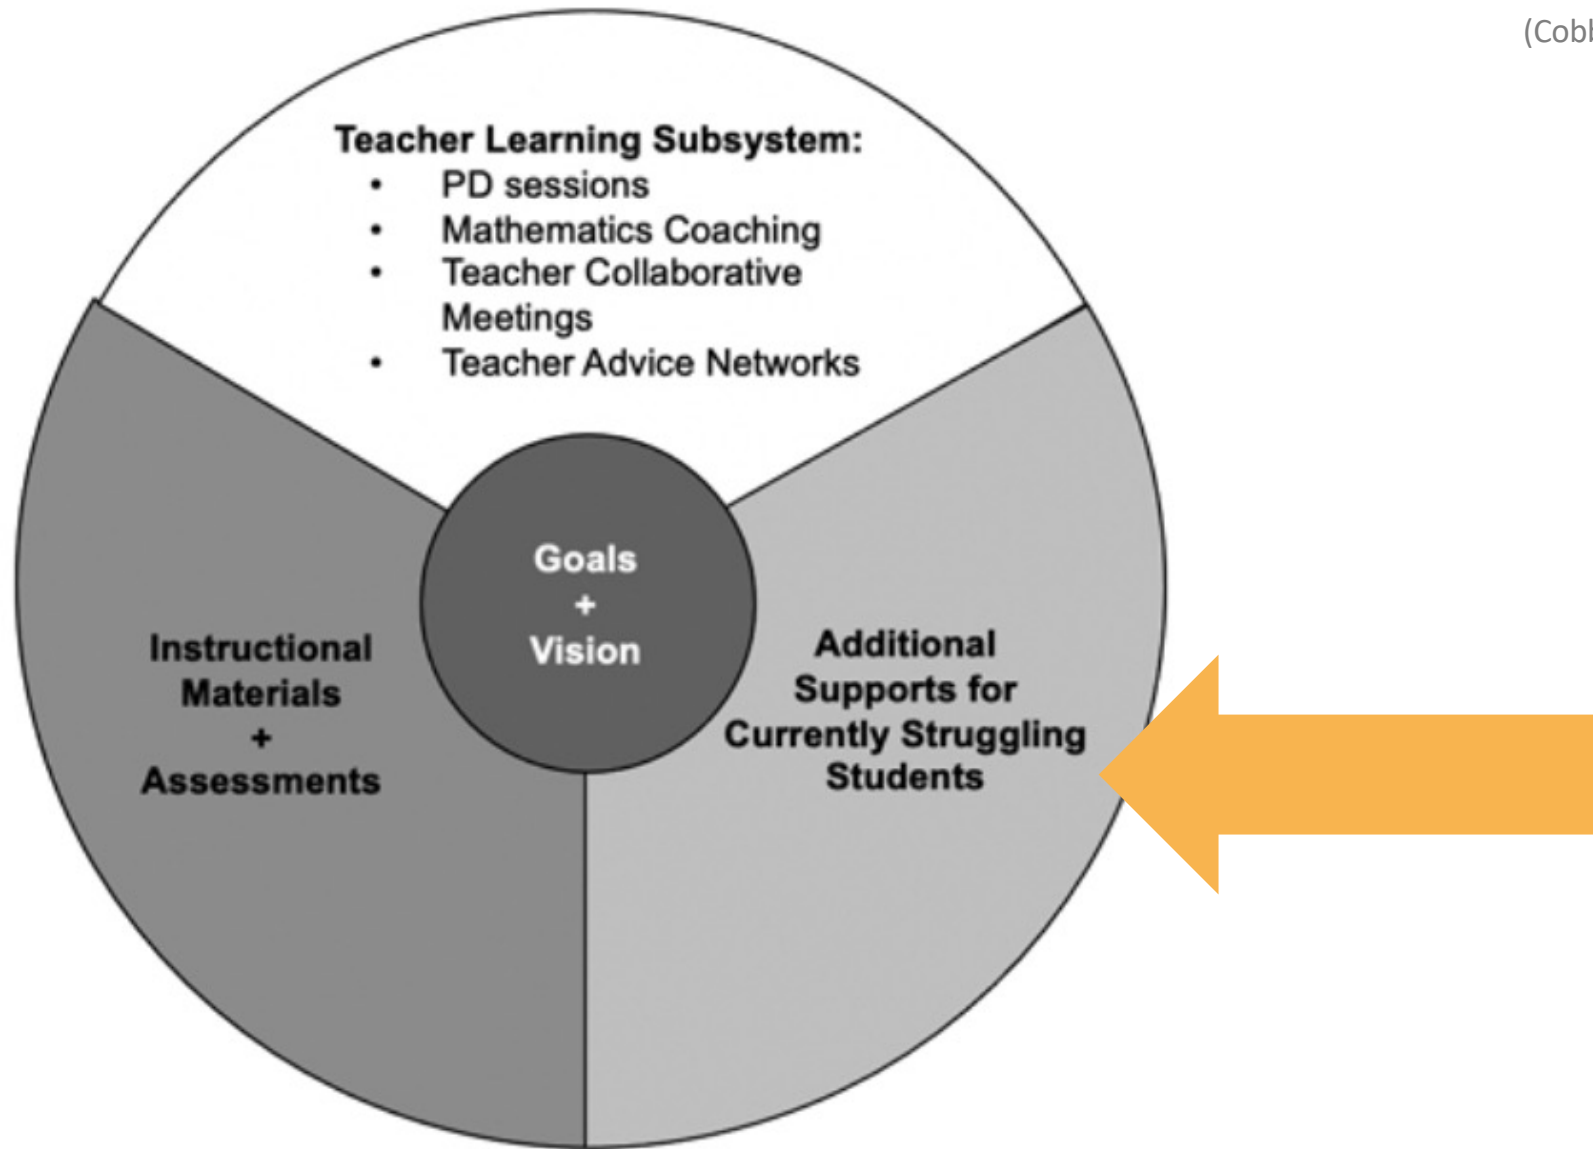 (Cobb
Teacher Learning Subsystem:
• PD sessions
• Mathematics Coaching
• Teacher Collaborative
Meetings
• Teacher Advice Networks
Goals
+
Vision
Instructional
Materials
+
Assessments
Additional
Supports for
Currently Struggling
Students